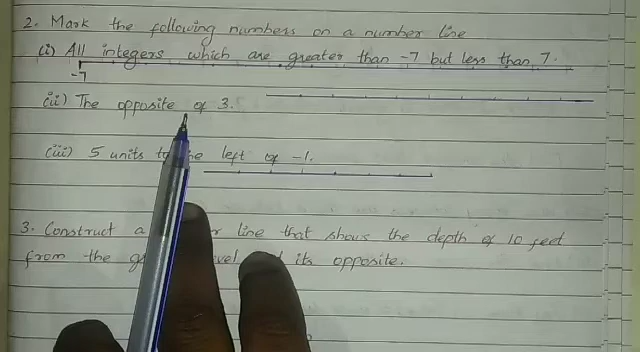 2. Mark the following numbers on a number line
(i) All integers which are greater than -7 but less than 7.
-7
(ii) The opposite of 3.
(iii) 5 units to the left of -1.
3. Construct a line that shows the depth of 10 feet
from the its opposite.